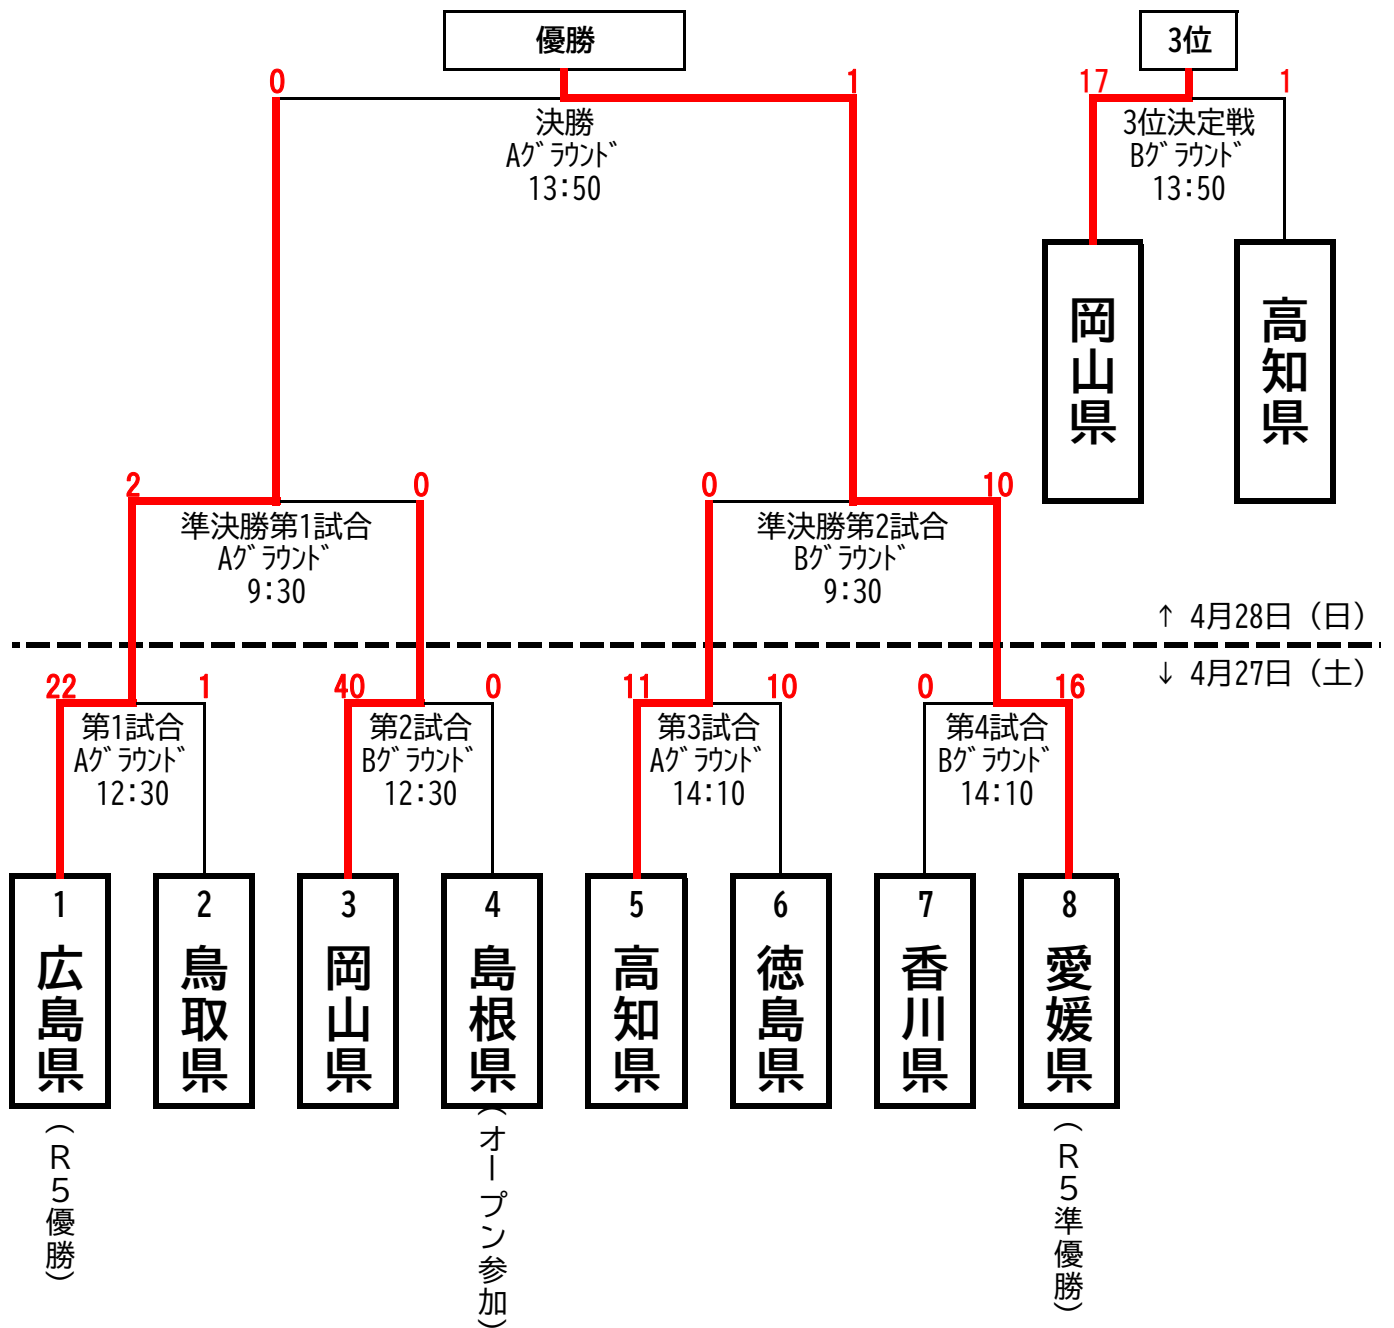 優勝
3位
0
1
17
1
決勝
Aｸﾞﾗｳﾝﾄﾞ
13:50
3位決定戦
Bｸﾞﾗｳﾝﾄﾞ
13:50
岡山県
高知県
2
0
0
10
準決勝第1試合
Aｸﾞﾗｳﾝﾄﾞ
9:30
準決勝第2試合
Bｸﾞﾗｳﾝﾄﾞ
9:30
↑ 4月28日（日）
↓ 4月27日（土）
22
1
40
0
11
10
0
16
第1試合
Aｸﾞﾗｳﾝﾄﾞ
12:30
第2試合
Bｸﾞﾗｳﾝﾄﾞ
12:30
第3試合
Aｸﾞﾗｳﾝﾄﾞ
14:10
第4試合
Bｸﾞﾗｳﾝﾄﾞ
14:10
1
広島県
（Ｒ５優勝）
2
鳥取県
3
岡山県
4
島根県
（オープン参加）
5
高知県
6
徳島県
7
香川県
8
愛媛県
（Ｒ５準優勝）